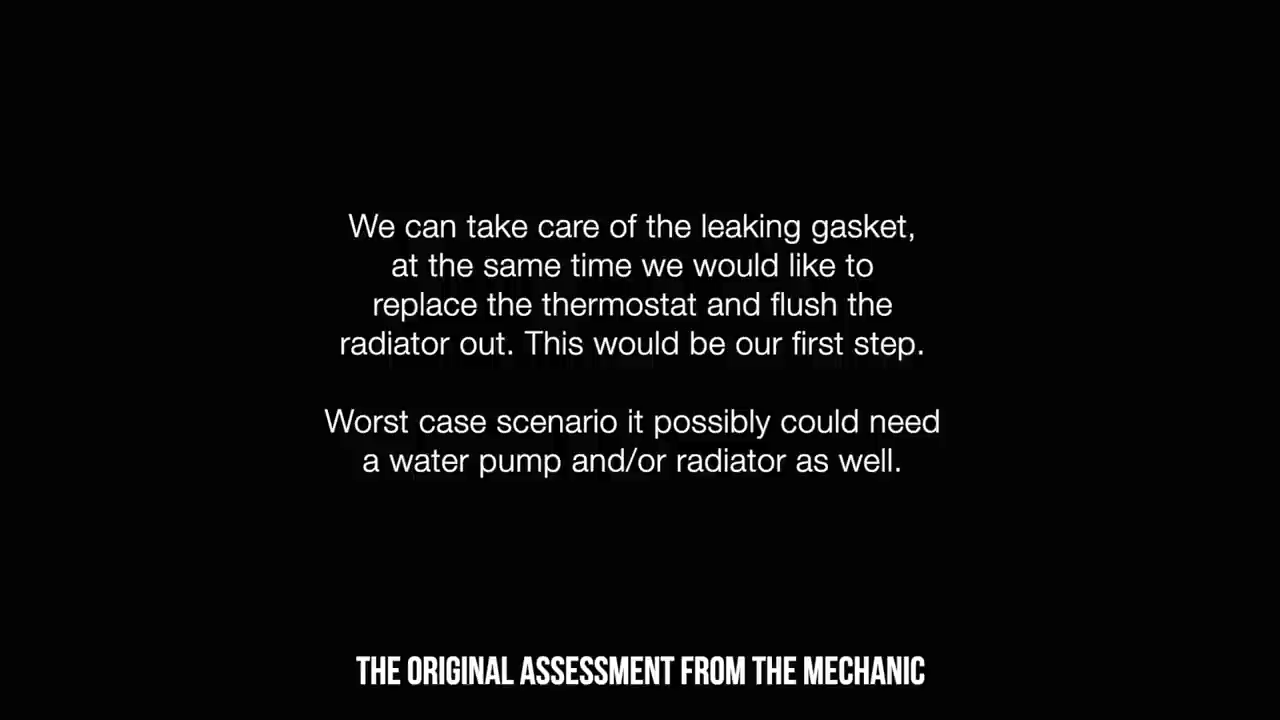 We can take care of the leaking gasket,
at the same time we would like to
replace the thermostat and flush the
radiator out. This would be our first step.
Worst case scenario it possibly could need
a water pump and/or radiator as well.
THE ORIGINAL ASSESSMENT FROM THE MECHANIC